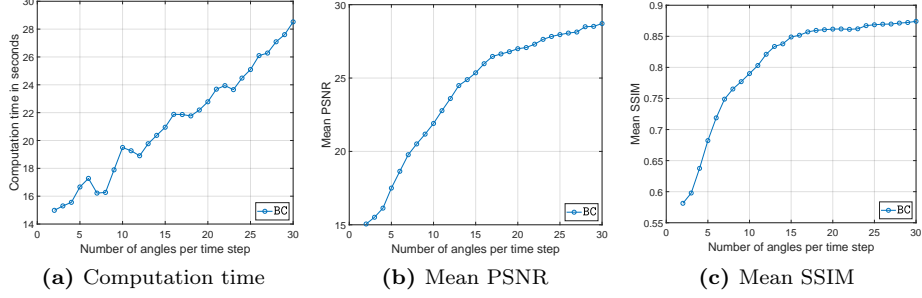 30
28
26
24
22
20
18
16
14
0 5 10 15 20 25 30
Computation time in seconds
Number of angles per time step
BC
(a) Computation time
30
25
20
15
0 5 10 15 20 25 30
Mean PSNR
Number of angles per time step
BC
(b) Mean PSNR
0.9
0.85
0.8
0.75
0.7
0.65
0.6
0.55
0 5 10 15 20 25 30
Mean SSIM
Number of angles per time step
BC
(c) Mean SSIM